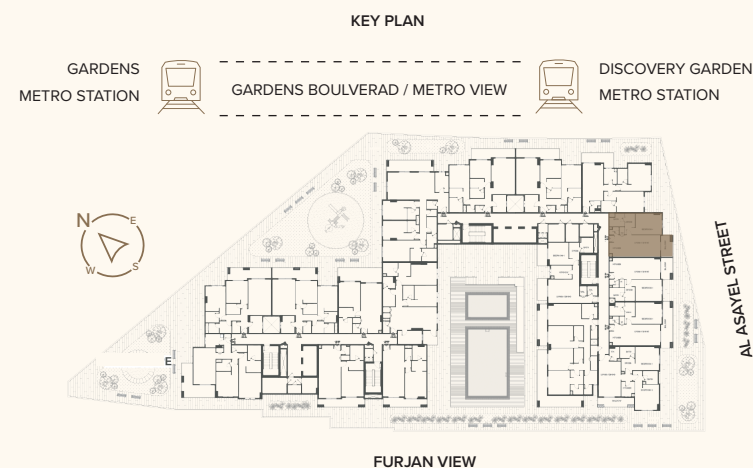 KEY PLAN
GARDENS
METRO STATION
GARDENS BOULVERAD / METRO VIEW
DISCOVERY GARDEN
METRO STATION
N
E
W
S
AL ASAYEL STREET
E
FURJAN VIEW